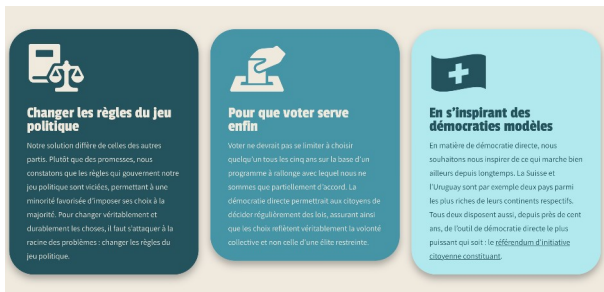 Changer les règles du jeu
politique
Notre solution diffère de celles des autres
partis. Plutôt que des promesses, nous
constatons que les règles qui gouvernent notre
jeu politique sont viciées, permettant à une
minorité favorisée d'imposer ses choix à la
majorité. Pour changer véritablement et
durablement les choses, il faut s'attaquer à la
racine des problèmes : changer les règles du
jeu politique.
Pour que voter serve
enfin
Voter ne devrait pas se limiter à choisir
quelqu'un tous les cinq ans sur la base d'un
programme à rallonge avec lequel nous ne
sommes que partiellement d'accord. La
démocratie directe permettrait aux citoyens de
décider régulièrement des lois, assurant ainsi
que les choix reflètent véritablement la volonté
collective et non celle d'une élite restreinte.
En s'inspirant des
démocraties modèles
En matière de démocratie directe, nous
souhaitons nous inspirer de ce qui marche bien
ailleurs depuis longtemps. La Suisse et
l'Uruguay sont par exemple deux pays parmi
les plus riches de leurs continents respectifs.
Tous deux disposent aussi, depuis près de cent
ans, de l'outil de démocratie directe le plus
puissant qui soit : le référendum d'initiative
citoyenne constituant.